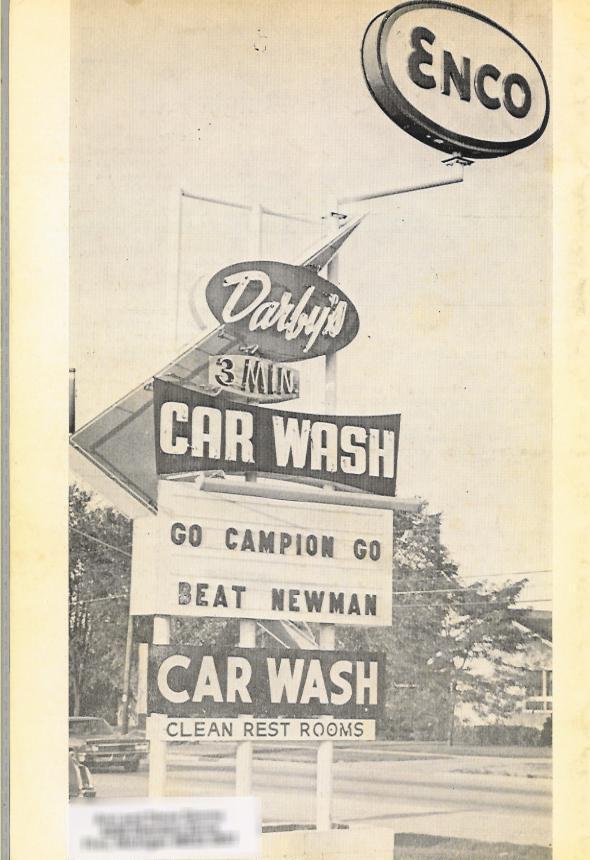 ENCO
Darby's
3 MIN.
CAR WASH
GO CAMPION GO
BEAT NEWMAN
CAR WASH
CLEAN REST ROOMS